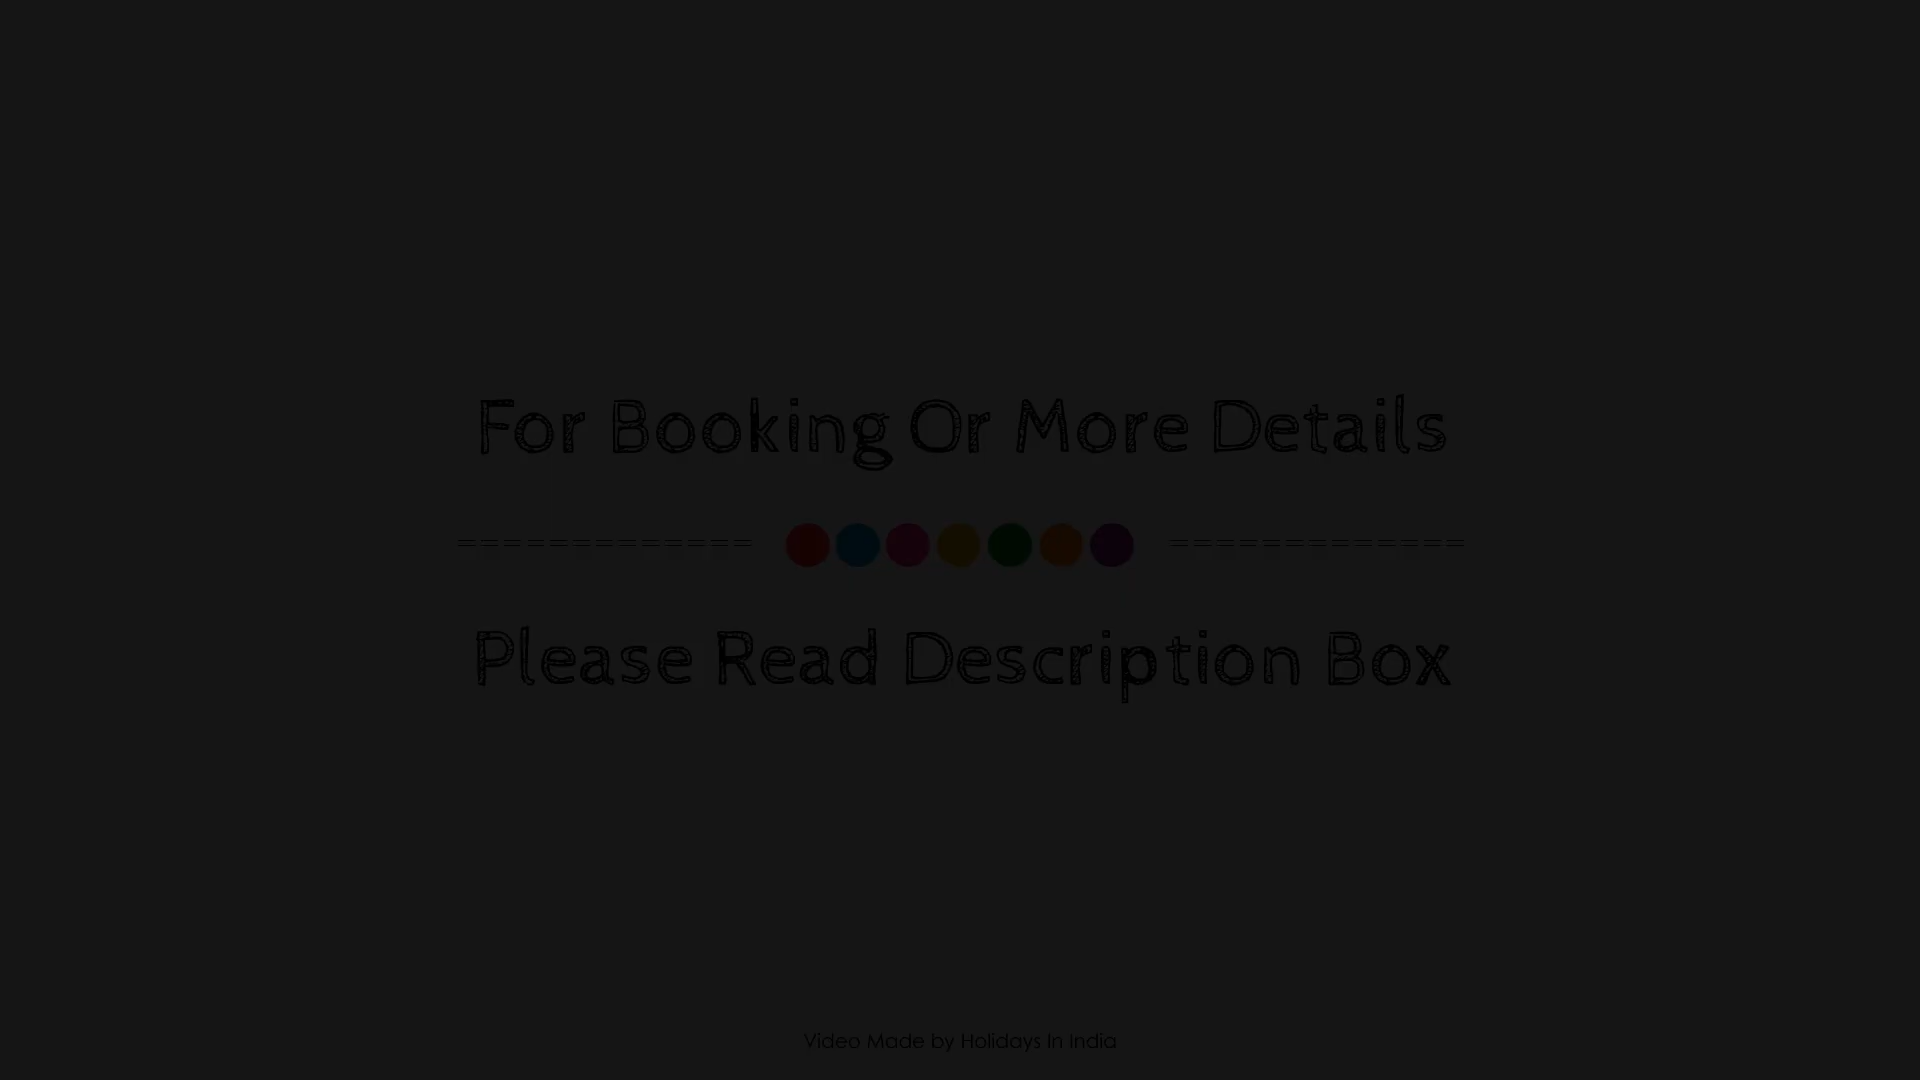 For Booking Or More Details
============= =============
Please Read Description Box
Video Made by Holidays In India